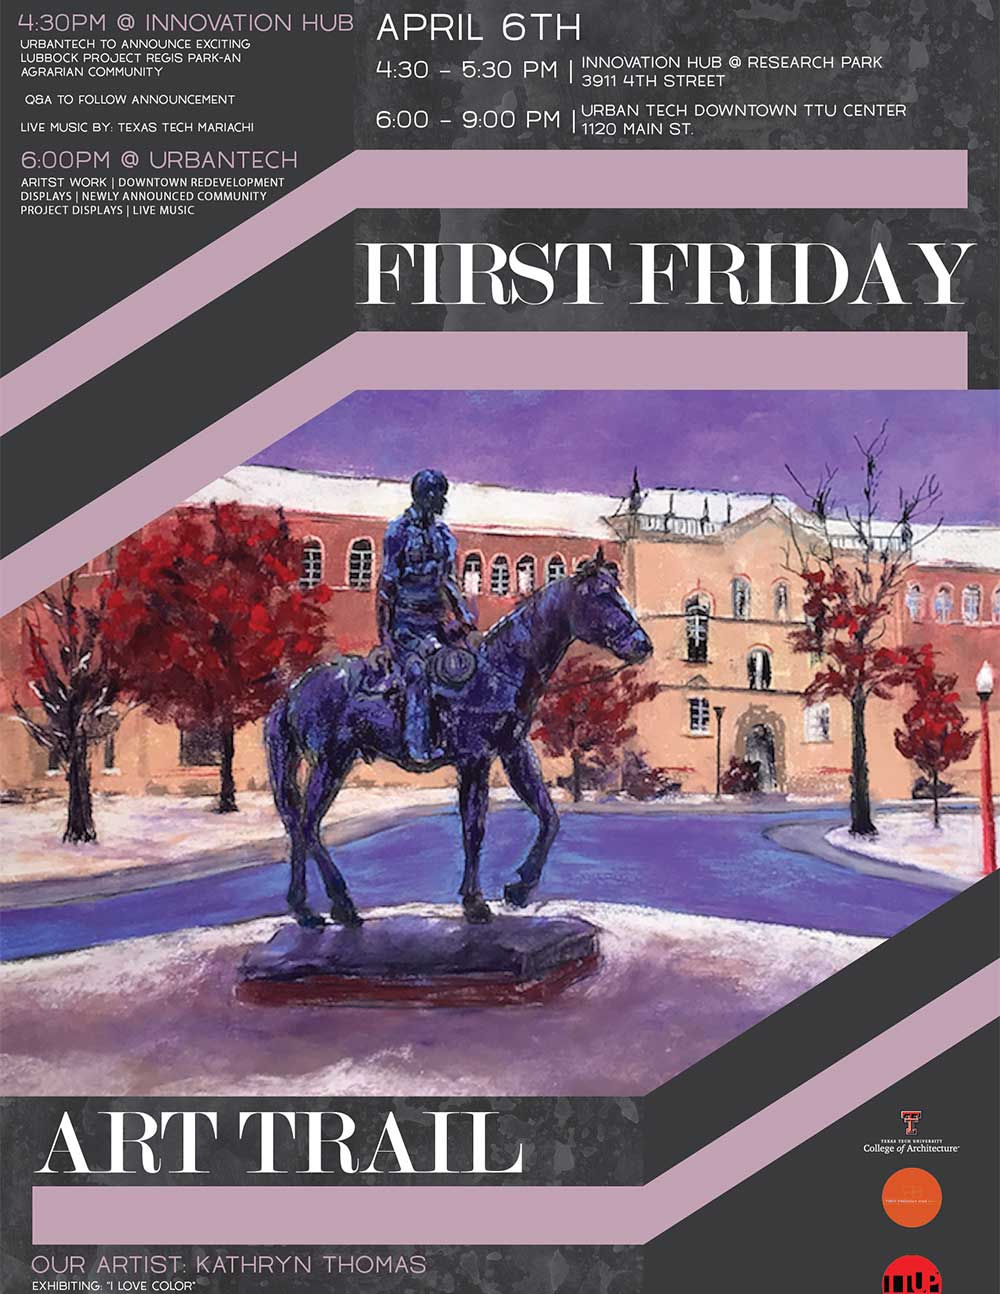 4:30PM @ INNOVATION HUB
URBANTECH TO ANNOUNCE EXCITING
LUBBOCK PROJECT REGIS PARK-AN
AGRARIAN COMMUNITY
Q&A TO FOLLOW ANNOUNCEMENT
LIVE MUSIC BY: TEXAS TECH MARIACHI
6:00PM @ URBANTECH
ARITST WORK | DOWNTOWN REDEVELOPMENT
DISPLAYS | NEWLY ANNOUNCED COMMUNITY
PROJECT DISPLAYS | LIVE MUSIC
APRIL 6TH
4:30 - 5:30 PM | INNOVATION HUB @ RESEARCH PARK
3911 4TH STREET
6:00 - 9:00 PM | URBAN TECH DOWNTOWN TTU CENTER
1120 MAIN ST.
FIRST FRIDAY
ART TRAIL
OUR ARTIST: KATHRYN THOMAS
EXHIBITING: "I LOVE COLOR"
TEXAS TECH UNIVERSITY
College of Architecture